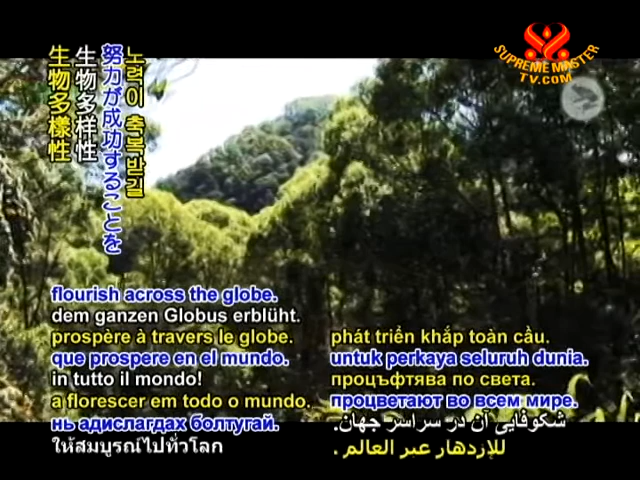 SUPREME MASTER
TV.COM
노력이 축복받길
努力が成功することを
生物多样性
生物多樣性
flourish across the globe.
dem ganzen Globus erblüht.
prospère à travers le globe.
que prospere en el mundo.
in tutto il mondo!
a florescer em todo o mundo.
нь адислагдах болтугай.
ให้สมบูรณ์ไปทั่วโลก
phát triển khắp toàn cầu.
untuk perkaya seluruh dunia.
процъфтява по света.
процветают во всем мире.
شکوفایی آن در سراسر جهان.
للإزدهار عبر العالم .